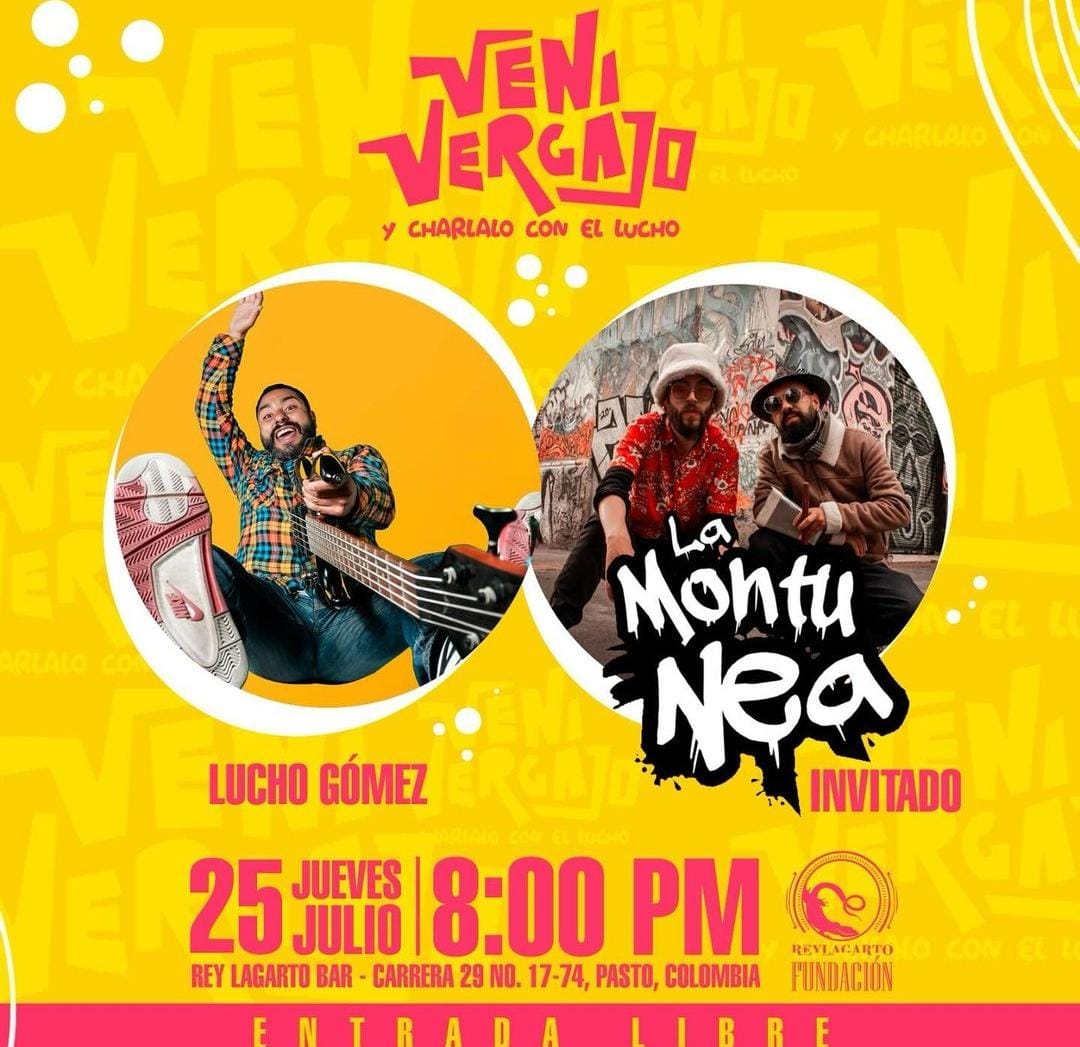 VENI
VERGAJO
Y CHARLALO CON EL LUCHO
La
Montu
Nea
LUCHO GÓMEZ
INVITADO
25 JUEVES
JULIO
8:00 PM
REY LAGARTO BAR - CARRERA 29 NO. 17-74, PASTO, COLOMBIA
REYLAGARTO
FUNDACIÓN
ENTRADA LIBRE